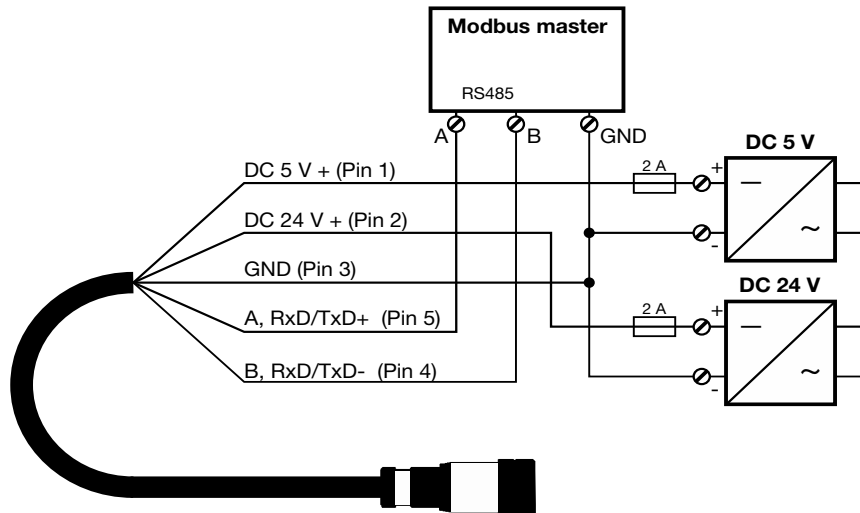 Modbus master
RS485
A
B
GND
DC 5 V
DC 5 V + (Pin 1)
2 A
+
—
~
-
DC 24 V + (Pin 2)
GND (Pin 3)
DC 24 V
A, RxD/TxD+ (Pin 5)
2 A
+
—
~
-
B, RxD/TxD- (Pin 4)